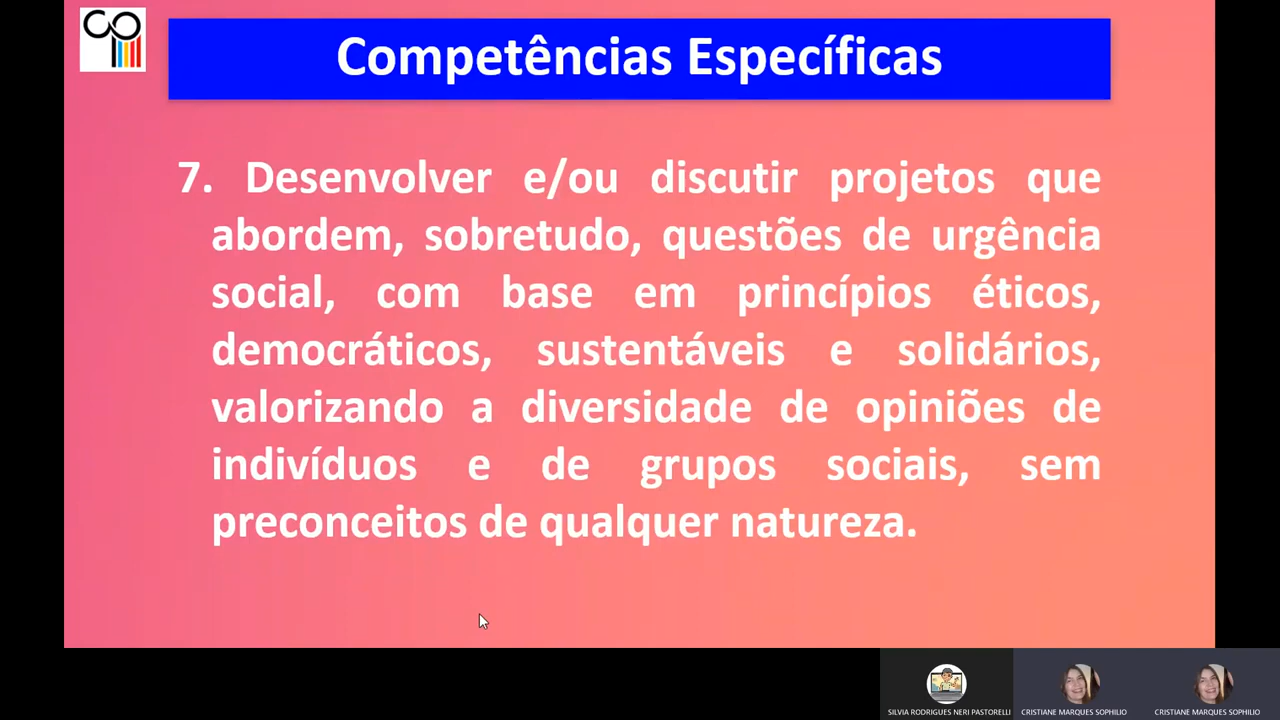 Competências Específicas
7. Desenvolver e/ou discutir projetos que
abordem, sobretudo, questões de urgência
social, com base em princípios éticos,
democráticos, sustentáveis e solidários,
valorizando a diversidade de opiniões de
indivíduos e de grupos sociais, sem
preconceitos de qualquer natureza.
SILVIA RODRIGUES NERI PASTORELLI
CRISTIANE MARQUES SOPHILIO
CRISTIANE MARQUES SOPHILIO